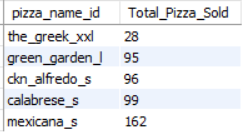 pizza_name_id Total_Pizza_Sold
the_greek_xxl 28
green_garden_l 95
ckn_alfredo_s 96
calabrese_s 99
mexicana_s 162